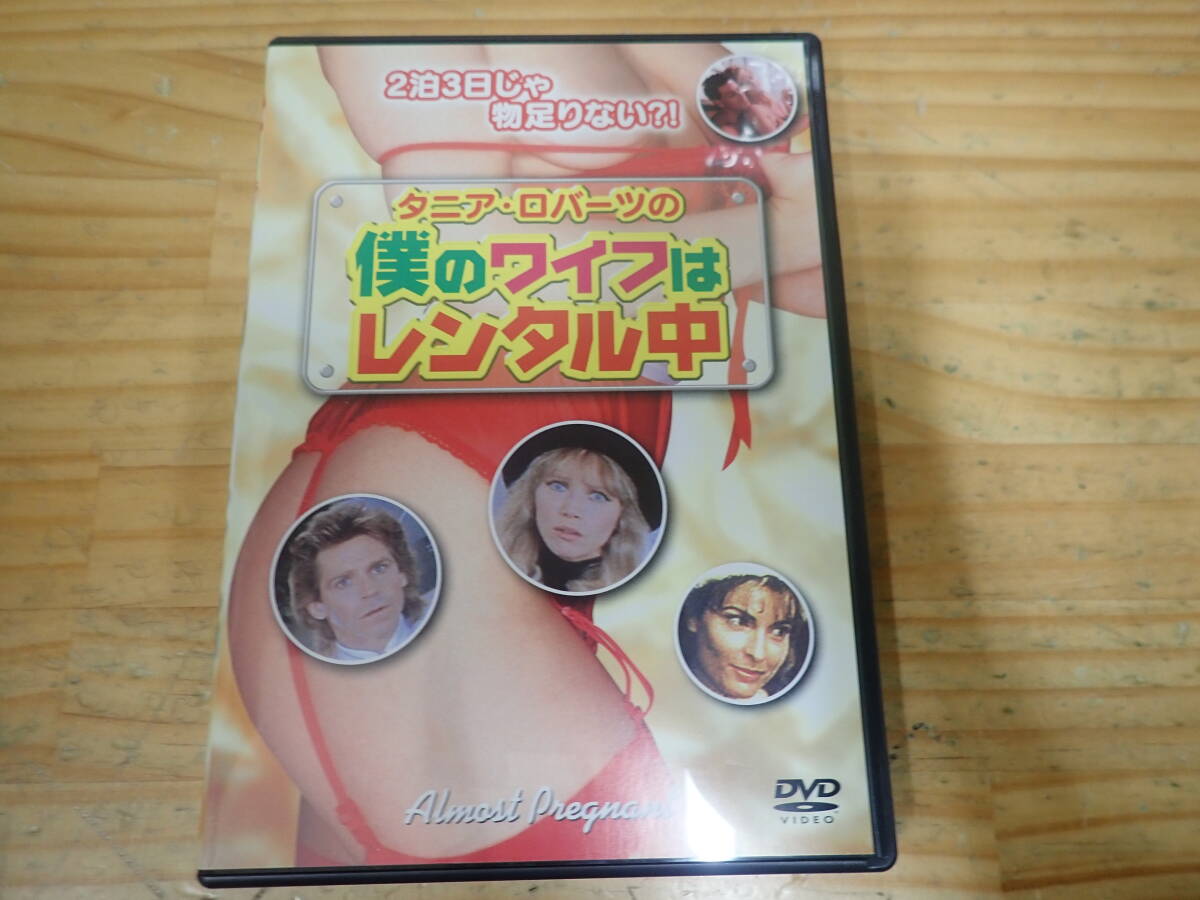 2泊3日じゃ
物足りない?!
タニア・ロバーツの
僕のワイフは
レンタル中
Almost Pregnant
DVD
VIDEO